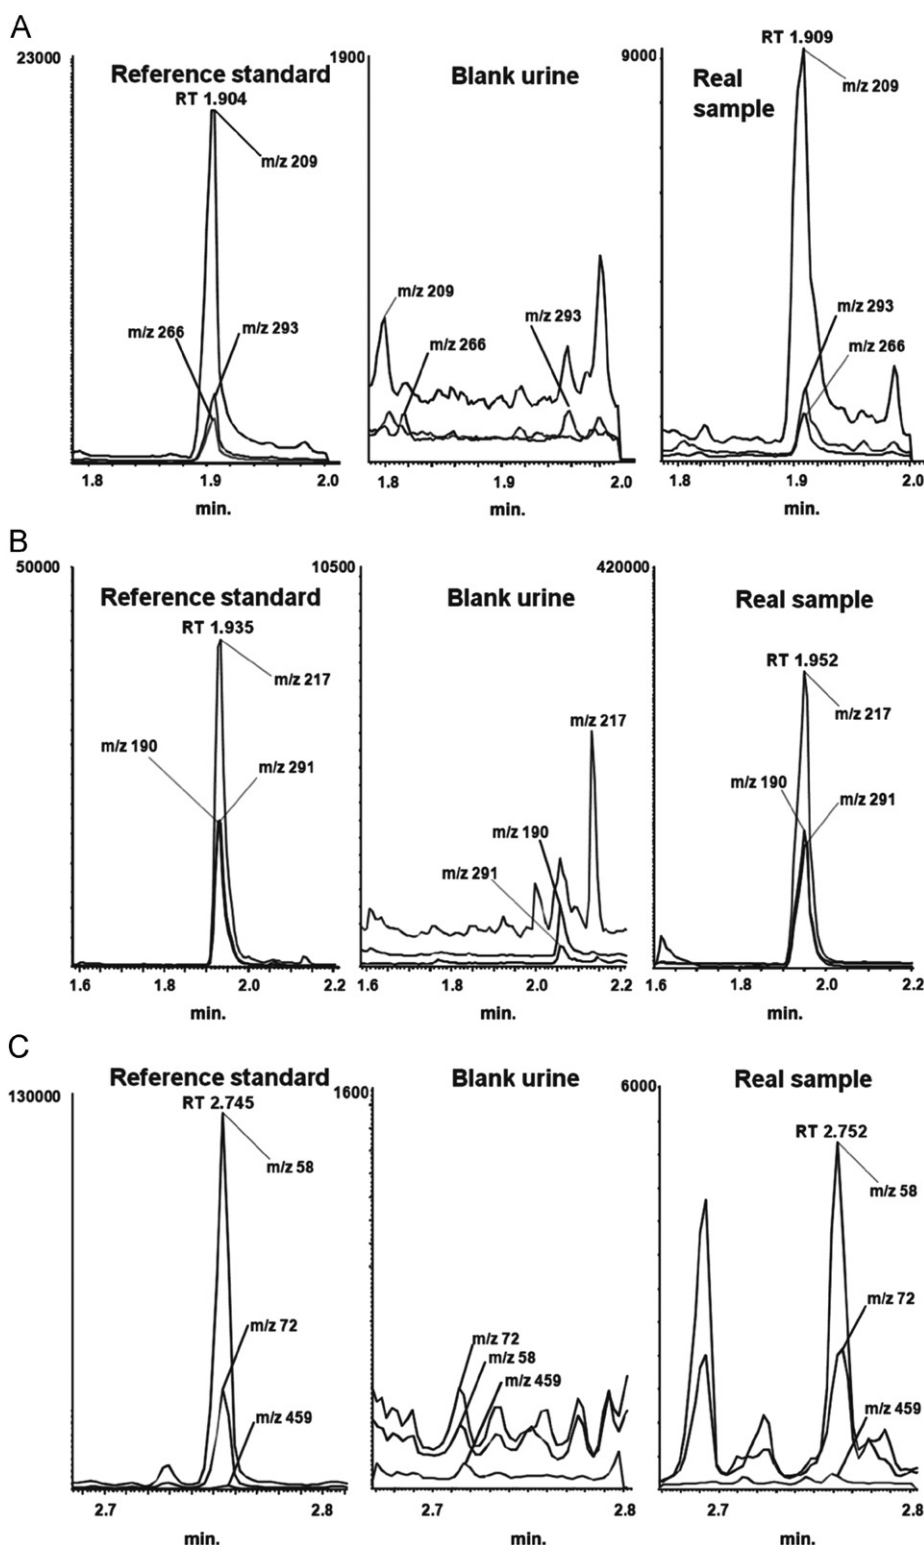 A
23000
Reference standard
RT 1.904
m/z 209
m/z 266
m/z 293
1.8
1.9
2.0
min.
1900
Blank urine
m/z 209
m/z 266
m/z 293
1.8
1.9
2.0
min.
9000
Real
sample
RT 1.909
m/z 209
m/z 293
m/z 266
1.8
1.9
2.0
min.
B
50000
Reference standard
RT 1.935
m/z 217
m/z 190
m/z 291
1.6
1.8
2.0
2.2
min.
10500
Blank urine
m/z 217
m/z 190
m/z 291
1.6
1.8
2.0
2.2
min.
420000
Real sample
RT 1.952
m/z 217
m/z 190
m/z 291
1.6
1.8
2.0
2.2
min.
C
130000
Reference standard
RT 2.745
m/z 58
m/z 72
m/z 459
2.7
2.8
min.
1600
Blank urine
m/z 72
m/z 58
m/z 459
2.7
2.8
min.
6000
Real sample
RT 2.752
m/z 58
m/z 72
m/z 459
2.7
2.8
min.